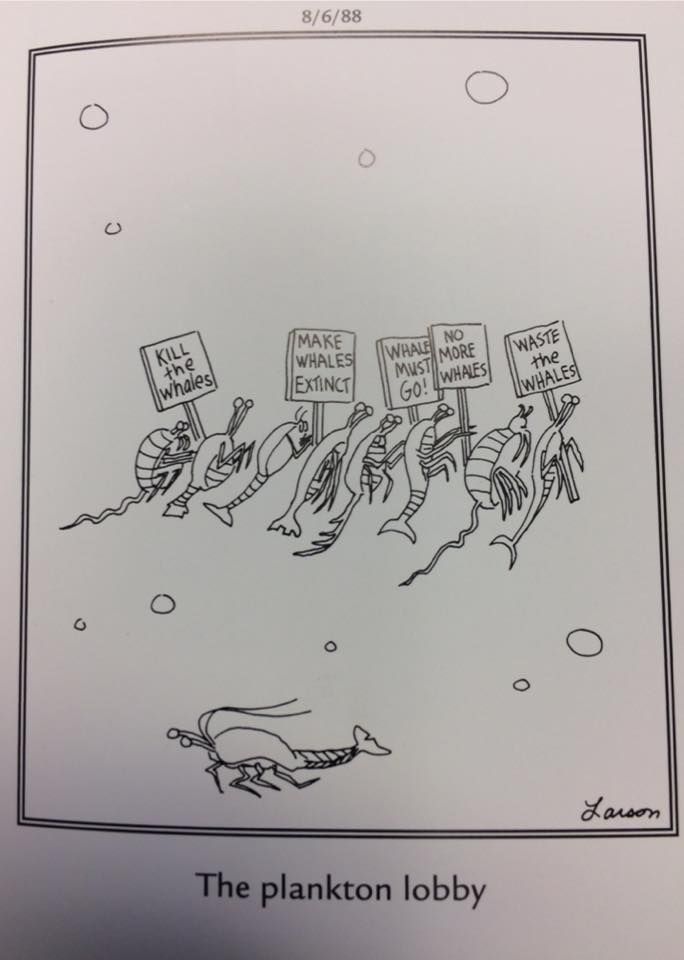 8/6/88
KILL
the
Whales
MAKE
WHALES
EXTINCT
WHALE
MUST
GO!
NO
MORE
WHALES
WASTE
the
WHALES
Larson
The plankton lobby